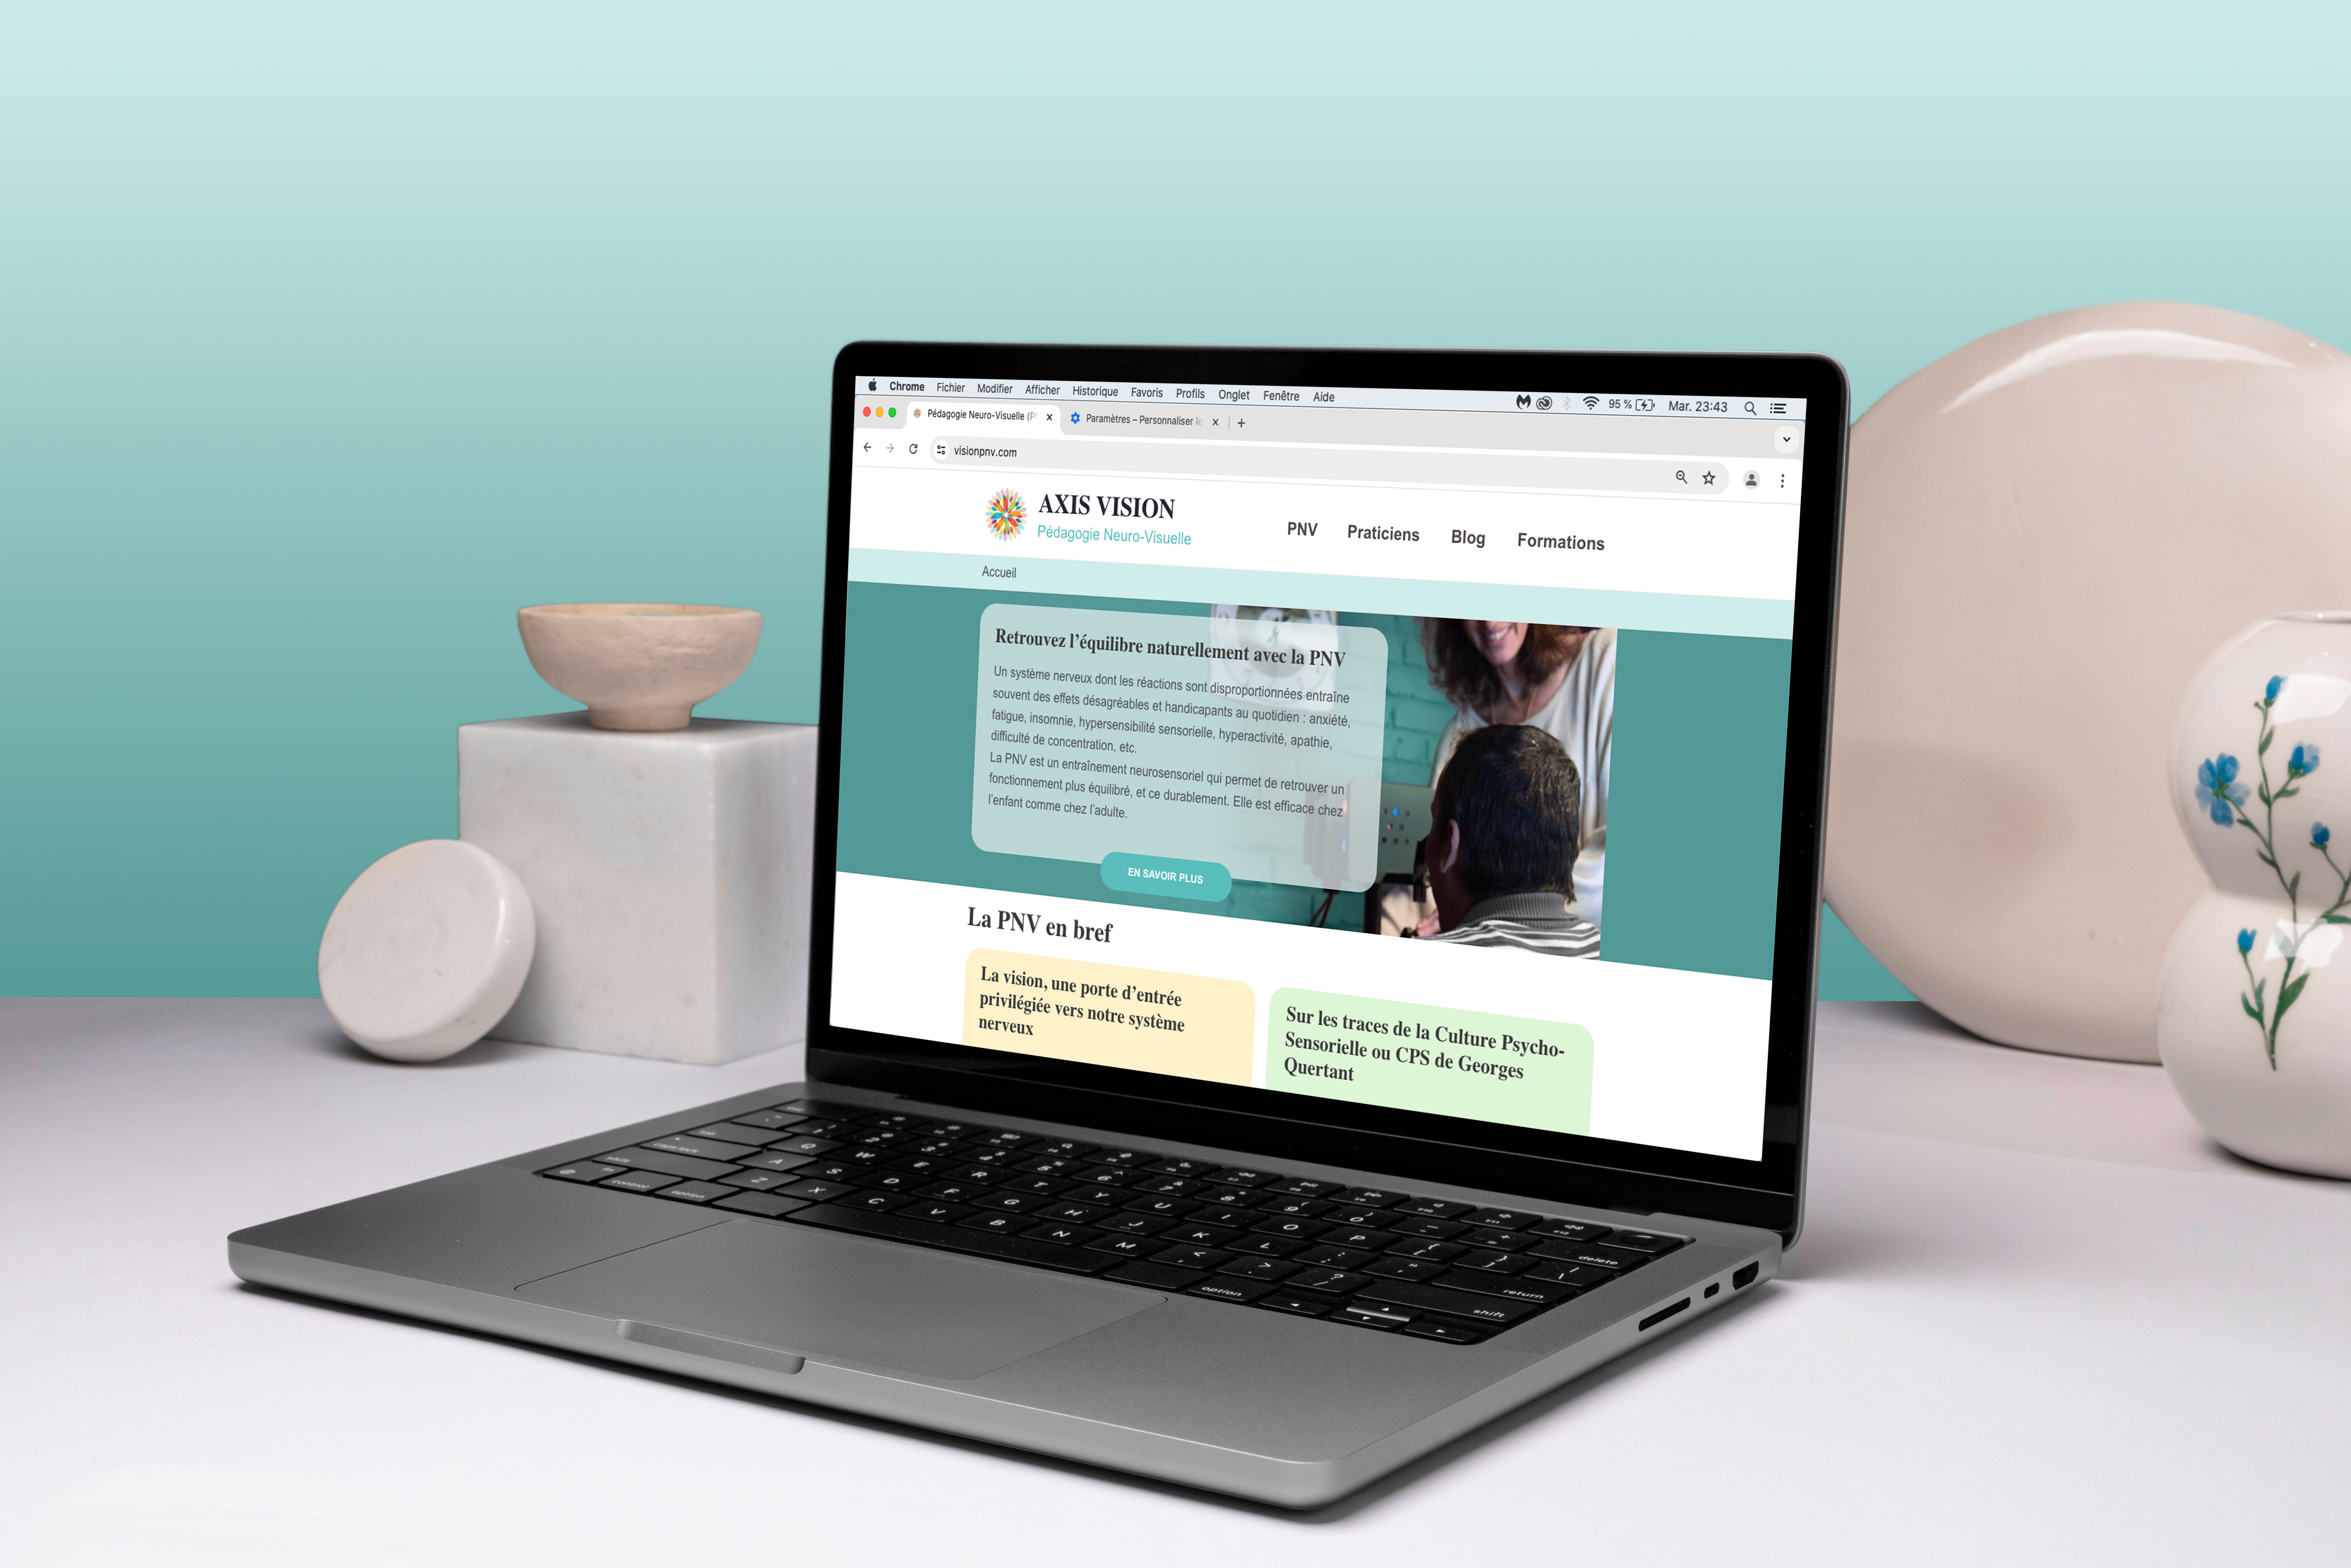 Chrome Fichier Modifier Afficher Historique Favoris Profils Onglet Fenêtre Aide 95 % Mar. 23:43
Pédagogie Neuro-Visuelle (P Paramètres – Personnaliser le
visionpnv.com
AXIS VISION
Pédagogie Neuro-Visuelle
PNV Praticiens Blog Formations
Accueil
Retrouvez l’équilibre naturellement avec la PNV
Un système nerveux dont les réactions sont disproportionnées entraîne
souvent des effets désagréables et handicapants au quotidien : anxiété,
fatigue, insomnie, hypersensibilité sensorielle, hyperactivité, apathie,
difficulté de concentration, etc.
La PNV est un entraînement neurosensoriel qui permet de retrouver un
fonctionnement plus équilibré, et ce durablement. Elle est efficace chez
l’enfant comme chez l’adulte.
EN SAVOIR PLUS
La PNV en bref
La vision, une porte d’entrée
privilégiée vers notre système
nerveux
Sur les traces de la Culture Psycho-
Sensorielle ou CPS de Georges
Quertant
delete
Q W E R T Y U I O P
return
A S D F G H J K L
shift
Z X C V B N M
control option
option